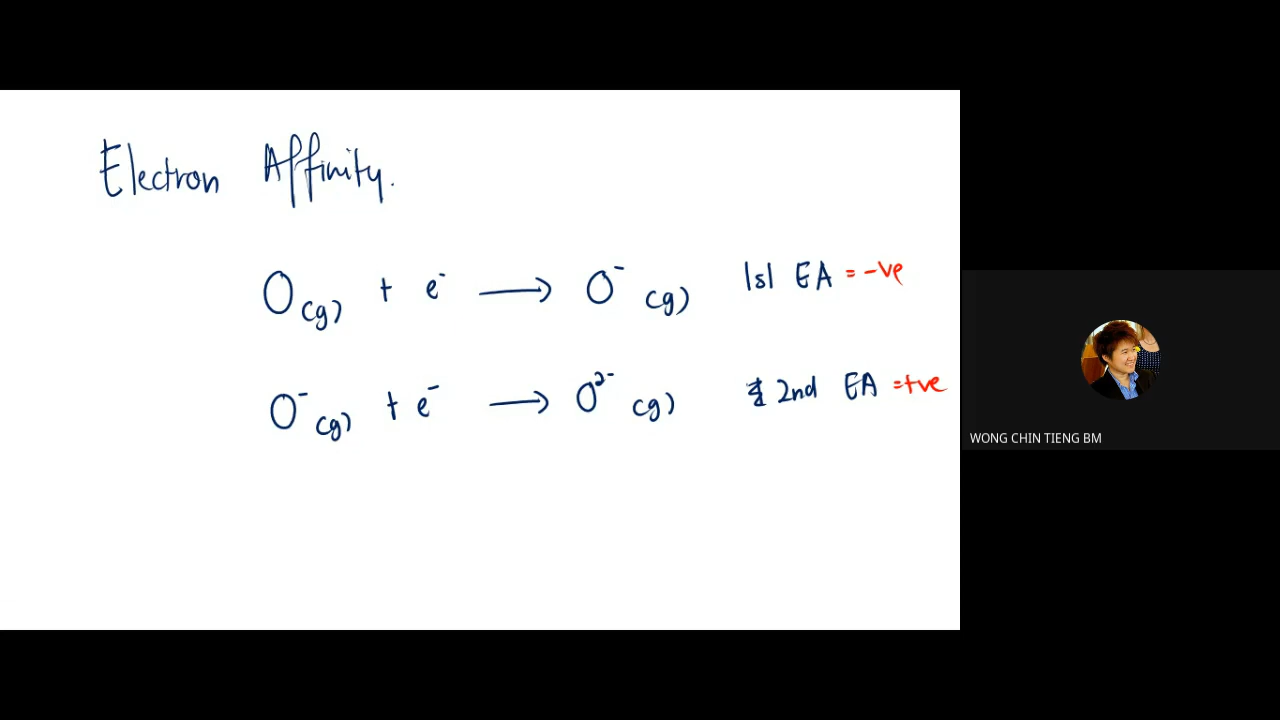 Electron Affinity.
O(g) + e⁻ ⟶ O⁻ (g) 1st EA = -ve
O⁻(g) + e⁻ ⟶ O²⁻ (g) 2nd EA = +ve
WONG CHIN TIENG BM